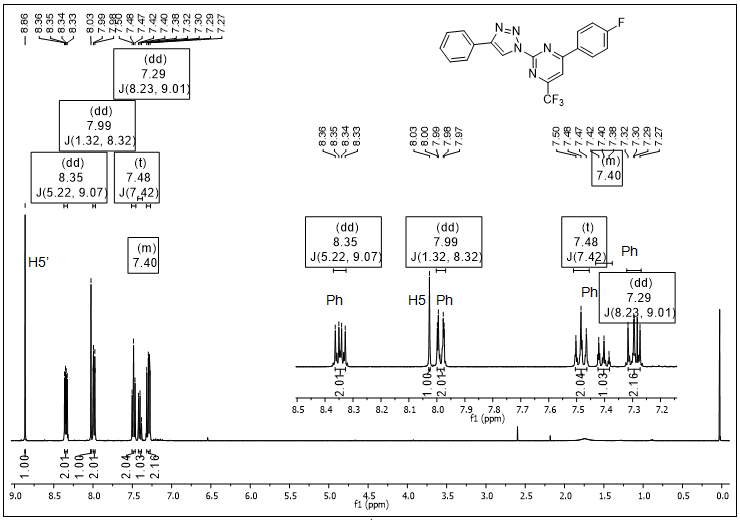 8.86
8.36
8.35
8.34
8.33
8.03
7.99
7.98
7.50
7.48
7.47
7.42
7.40
7.38
7.32
7.30
7.29
7.27
(dd)
7.29
J(8.23, 9.01)
(dd)
7.99
J(1.32, 8.32)
(dd)
8.35
J(5.22, 9.07)
(t)
7.48
J(7.42)
(m)
7.40
H5'
N
N
N
N
N
F
CF3
8.36
8.35
8.34
8.33
8.03
8.00
7.99
7.98
7.97
7.50
7.48
7.47
7.42
7.40
7.38
7.32
7.30
7.29
7.27
(m)
7.40
(dd)
8.35
J(5.22, 9.07)
(dd)
7.99
J(1.32, 8.32)
(t)
7.48
J(7.42)
Ph
(dd)
7.29
J(8.23, 9.01)
Ph
H5
Ph
Ph
2.01
1.00
2.01
2.04
1.03
2.16
8.5 8.4 8.3 8.2 8.1 8.0 7.9 7.8 7.7 7.6 7.5 7.4 7.3 7.2
f1 (ppm)
1.00
2.01
1.00
2.01
2.04
1.03
2.16
9.0 8.5 8.0 7.5 7.0 6.5 6.0 5.5 5.0 4.5 4.0 3.5 3.0 2.5 2.0 1.5 1.0 0.5 0.0
f1 (ppm)